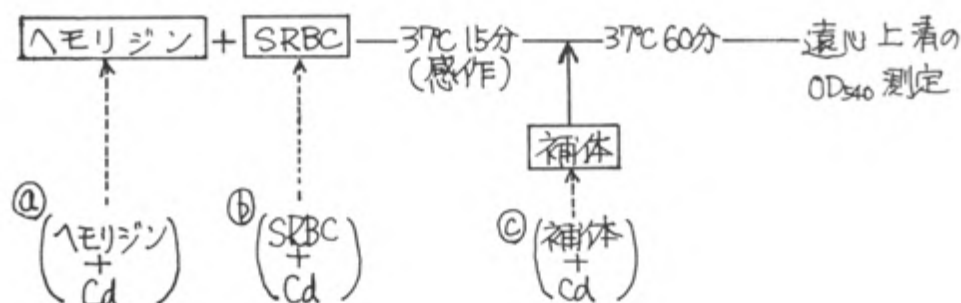 ヘモリジン + SRBC 37℃ 15分 37℃ 60分 遠心上清の
(感作) OD540 測定
補体
ⓐ ⓑ ⓒ
(ヘモリジン + Cd) (SRBC + Cd) (補体 + Cd)